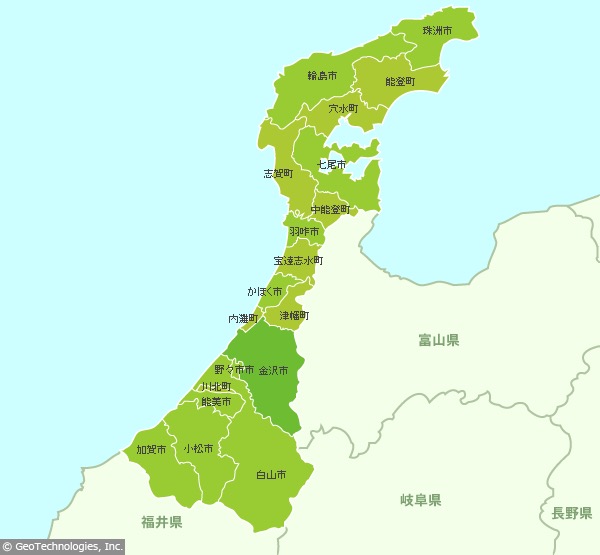 珠洲市
輪島市
能登町
穴水町
七尾市
志賀町
中能登町
羽咋市
宝達志水町
かほく市
津幡町
内灘町
富山県
野々市市
金沢市
川北町
能美市
加賀市
小松市
白山市
岐阜県
長野県
福井県
© GeoTechnologies, Inc.